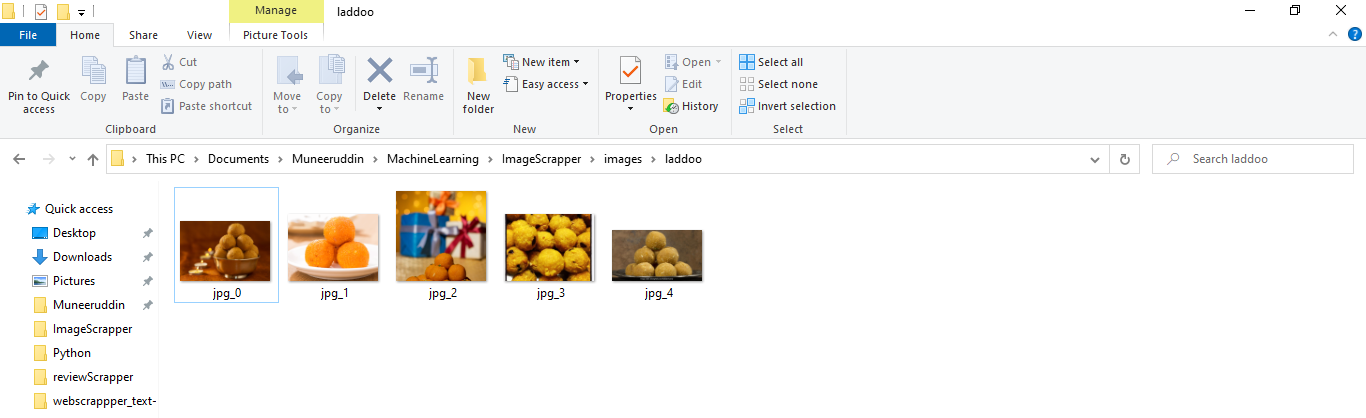 Manage
laddoo
File
Home
Share
View
Picture Tools
Pin to Quick
access
Copy
Paste
Cut
Copy path
Paste shortcut
Clipboard
Move
to
Copy
to
Delete
Rename
Organize
New
folder
New item
Easy access
New
Properties
Open
Edit
History
Open
Select all
Select none
Invert selection
Select
This PC > Documents > Muneeruddin > MachineLearning > ImageScrapper > images > laddoo
Search laddoo
Quick access
Desktop
Downloads
Pictures
Muneeruddin
ImageScrapper
Python
reviewScrapper
webscrappper_text-
jpg_0
jpg_1
jpg_2
jpg_3
jpg_4